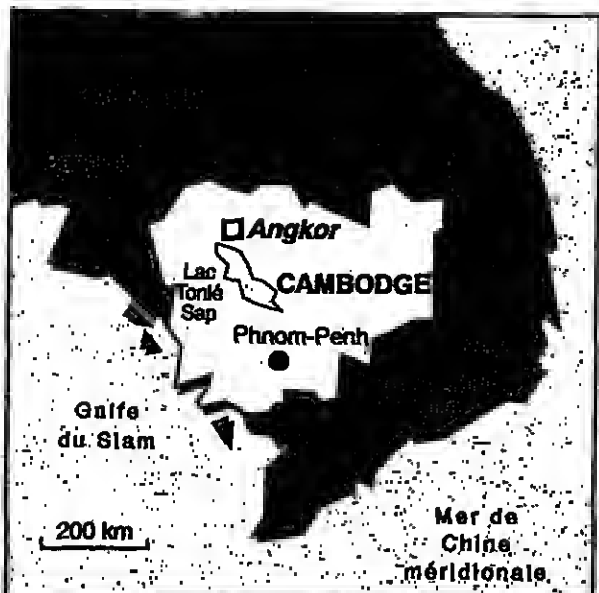 Angkor
Lac
Tonlé
Sap
CAMBODGE
Phnom-Penh
Golfe
du Siam
200 km
Mer de
Chine
méridionale